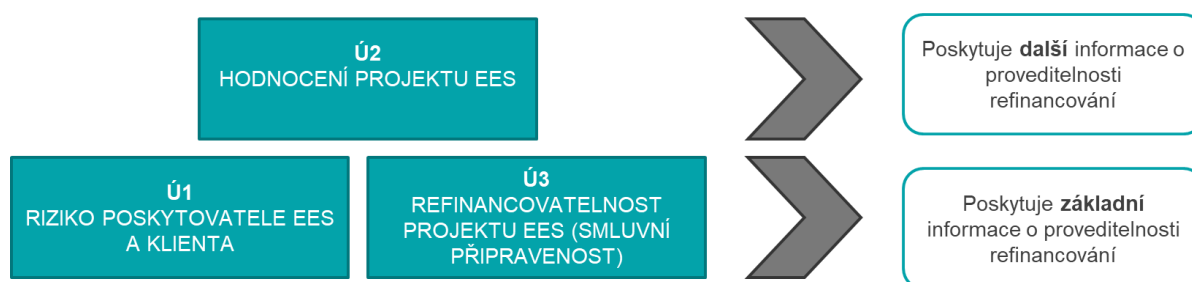 Ú2
HODNOCENÍ PROJEKTU EES
Poskytuje další informace o
proveditelnosti
refinancování
Ú1
RIZIKO POSKYTOVATELE EES
A KLIENTA
Ú3
REFINANCOVATELNOST
PROJEKTU EES (SMLUVNÍ
PŘIPRAVENOST)
Poskytuje základní
informace o proveditelnosti
refinancování